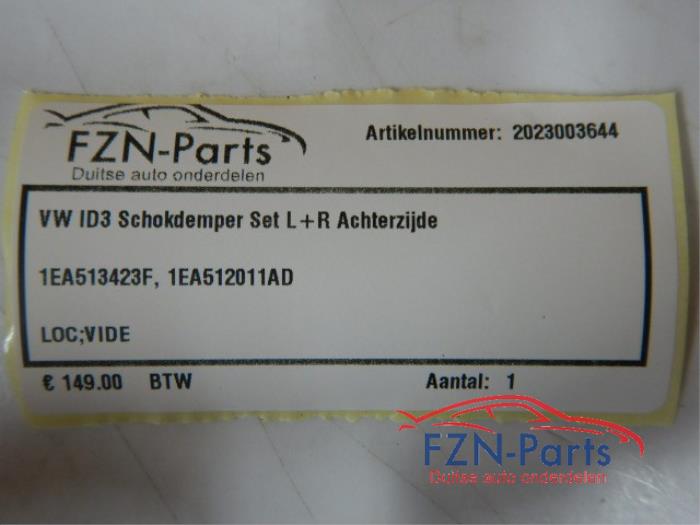 FZN-Parts
Duitse auto onderdelen
Artikelnummer: 2023003644
VW ID3 Schokdemper Set L+R Achterzijde
1EA513423F, 1EA512011AD
LOC;VIDE
€ 149.00 BTW Aantal: 1
FZN-Parts
Duitse auto onderdelen